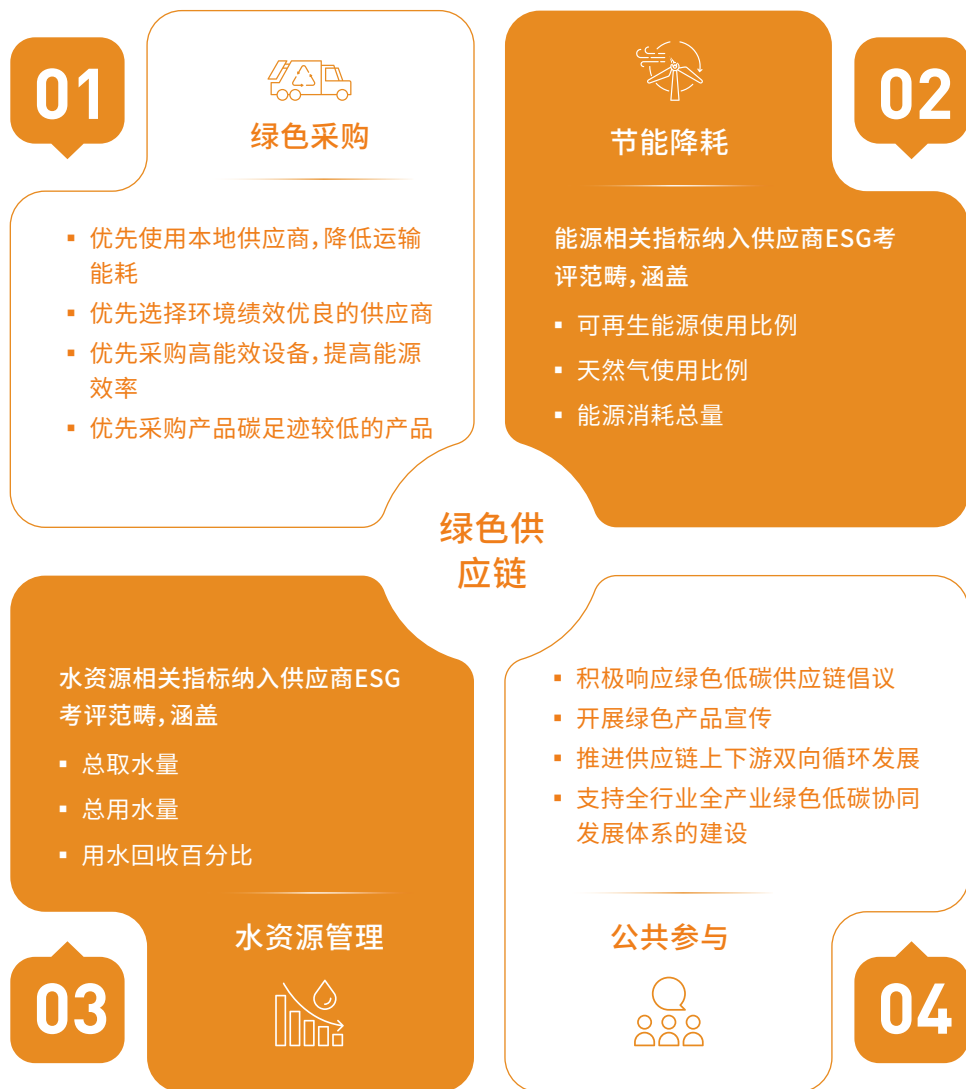 01
绿色采购
▪ 优先使用本地供应商,降低运输
能耗
▪ 优先选择环境绩效优良的供应商
▪ 优先采购高能效设备,提高能源
效率
▪ 优先采购产品碳足迹较低的产品
02
节能降耗
能源相关指标纳入供应商ESG考
评范畴,涵盖
▪ 可再生能源使用比例
▪ 天然气使用比例
▪ 能源消耗总量
绿色供
应链
水资源相关指标纳入供应商ESG
考评范畴,涵盖
▪ 总取水量
▪ 总用水量
▪ 用水回收百分比
水资源管理
03
▪ 积极响应绿色低碳供应链倡议
▪ 开展绿色产品宣传
▪ 推进供应链上下游双向循环发展
▪ 支持全行业全产业绿色低碳协同
发展体系的建设
公共参与
04